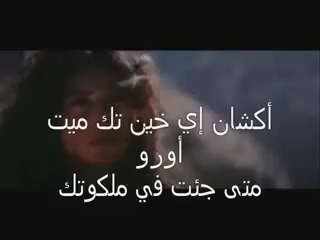 أكشان إي خين تك ميت
أورو
متى جئت في ملكوتك